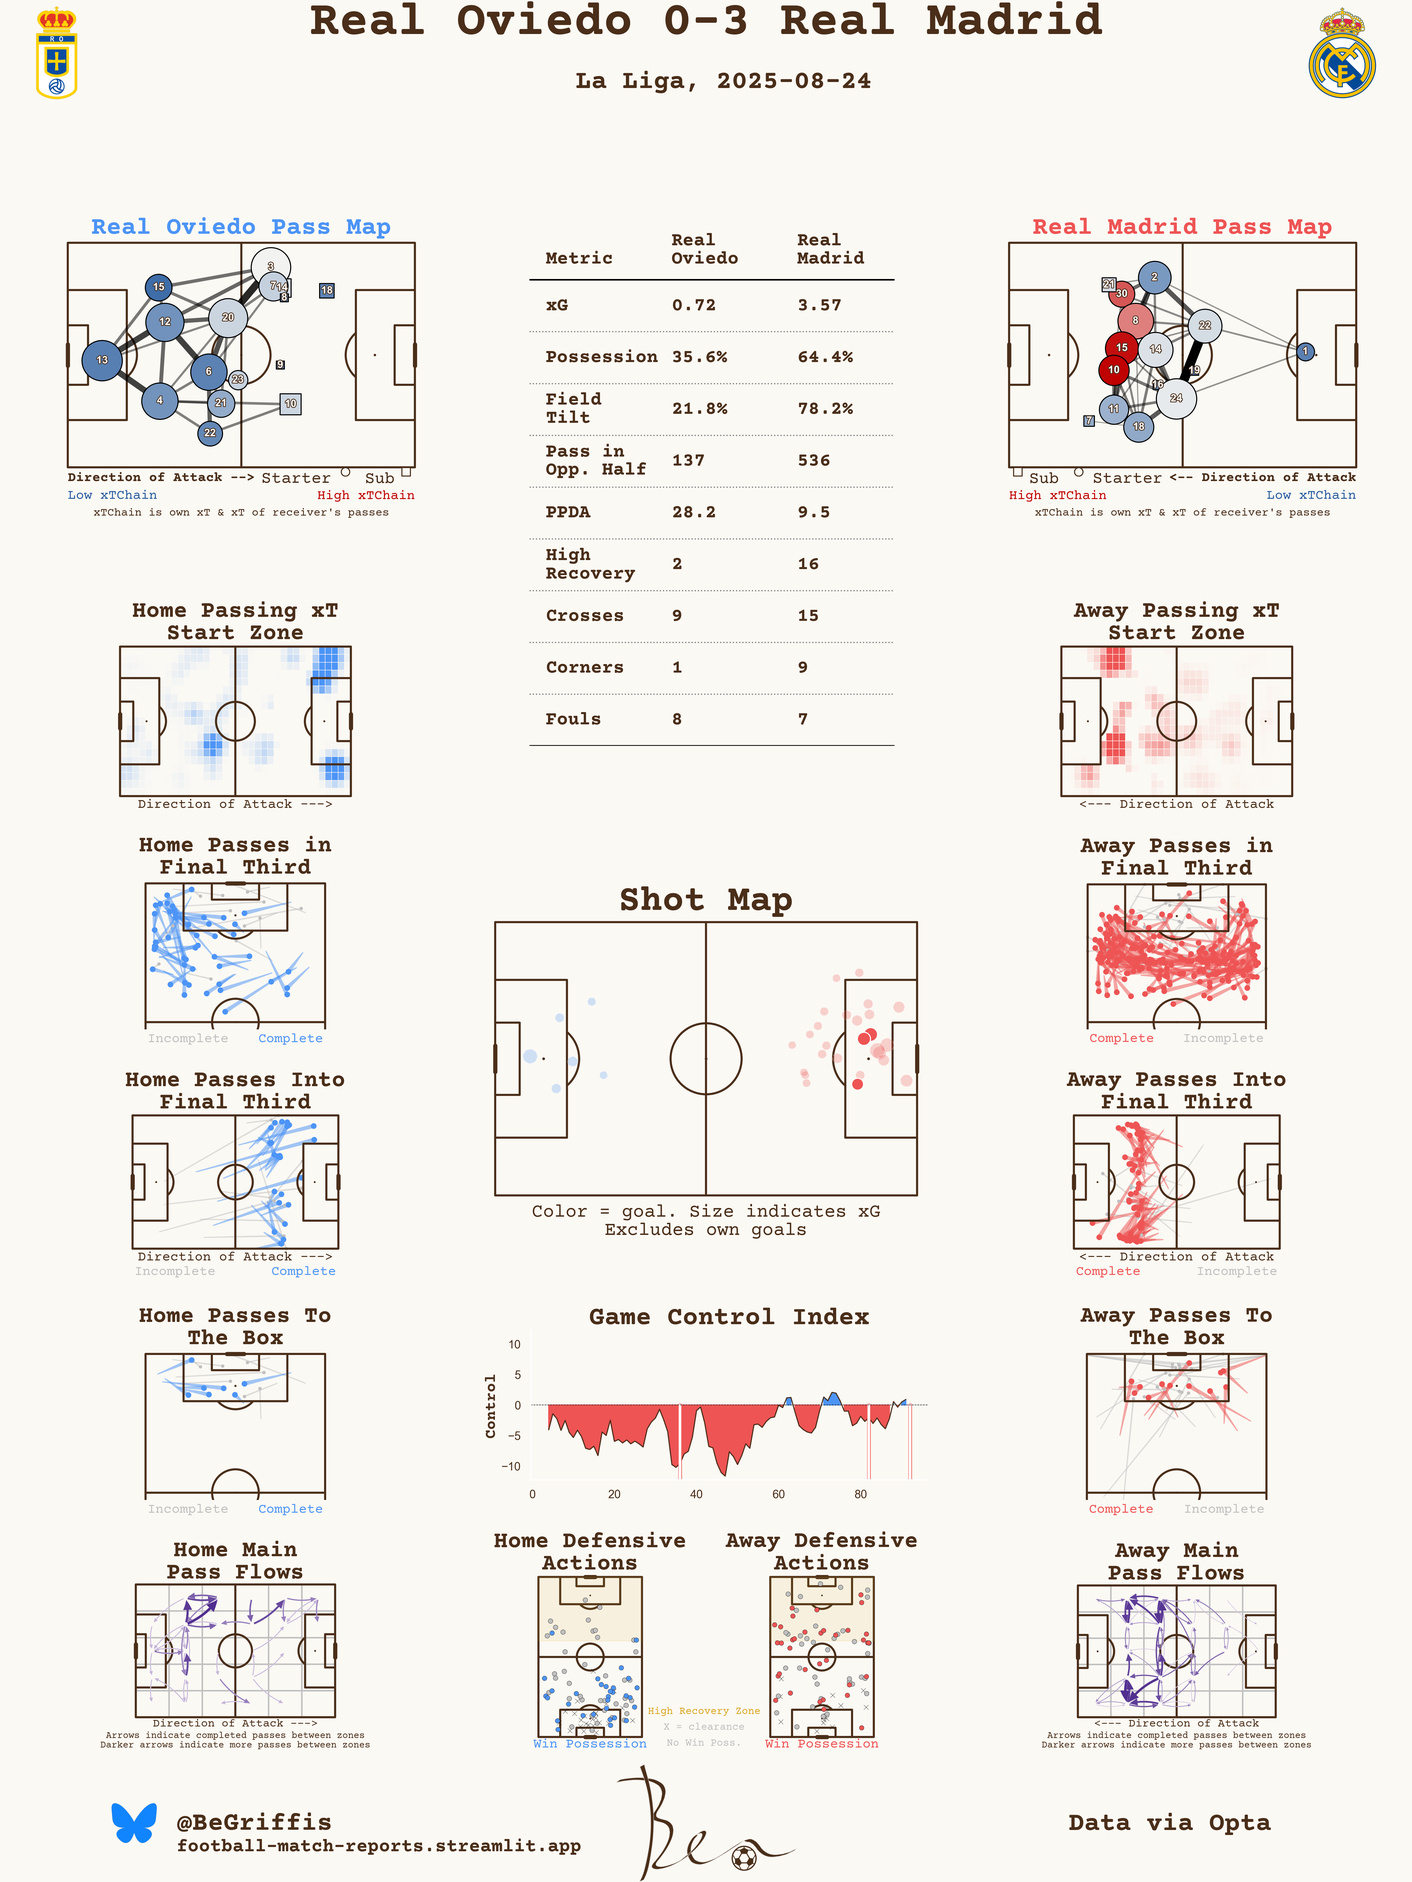 Real Oviedo 0-3 Real Madrid
La Liga, 2025-08-24
Real Oviedo Pass Map
3
7
14
8
15
18
12
20
13
9
6
23
4
21
10
22
Direction of Attack --> Starter Sub
Low xTChain High xTChain
xTChain is own xT & xT of receiver's passes
Metric Real Oviedo Real Madrid
xG 0.72 3.57
Possession 35.6% 64.4%
Field Tilt 21.8% 78.2%
Pass in Opp. Half 137 536
PPDA 28.2 9.5
High Recovery 2 16
Crosses 9 15
Corners 1 9
Fouls 8 7
Real Madrid Pass Map
2
21
30
8
22
15
14
1
10
19
16
24
11
7
18
Sub Starter <-- Direction of Attack
High xTChain Low xTChain
xTChain is own xT & xT of receiver's passes
Home Passing xT
Start Zone
Direction of Attack --->
Away Passing xT
Start Zone
<--- Direction of Attack
Home Passes in
Final Third
Incomplete Complete
Away Passes in
Final Third
Complete Incomplete
Shot Map
Color = goal. Size indicates xG
Excludes own goals
Home Passes Into
Final Third
Direction of Attack --->
Incomplete Complete
Away Passes Into
Final Third
<--- Direction of Attack
Complete Incomplete
Home Passes To
The Box
Incomplete Complete
Game Control Index
Control
10
5
0
−5
−10
0 20 40 60 80
Away Passes To
The Box
Complete Incomplete
Home Main
Pass Flows
Direction of Attack --->
Arrows indicate completed passes between zones
Darker arrows indicate more passes between zones
Home Defensive
Actions
Win Possession
High Recovery Zone
X = clearance
No Win Poss.
Away Defensive
Actions
Win Possession
Away Main
Pass Flows
<--- Direction of Attack
Arrows indicate completed passes between zones
Darker arrows indicate more passes between zones
@BeGriffis
football-match-reports.streamlit.app
Ben
Data via Opta